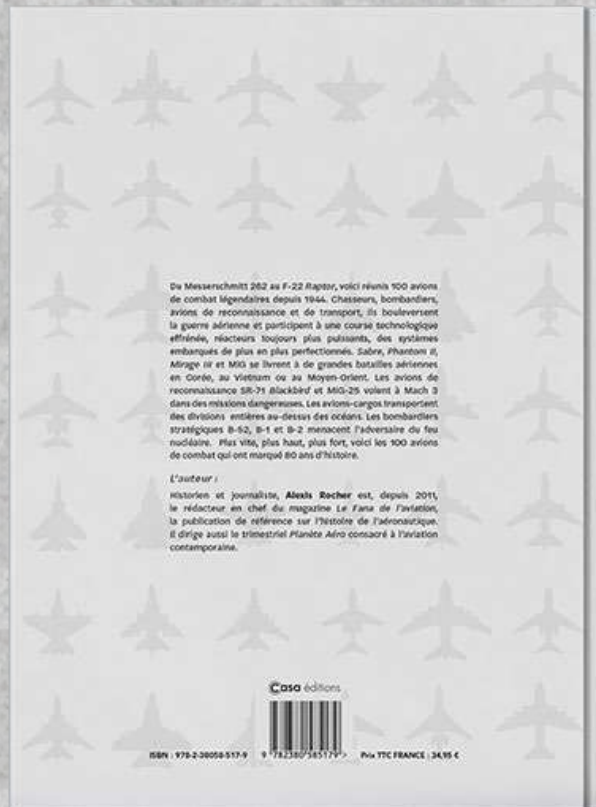 Du Messerschmitt 262 au F-22 Raptor, voici réunis 100 avions
de combat légendaires depuis 1944. Chasseurs, bombardiers,
avions de reconnaissance et de transport, ils bouleversent
la guerre aérienne et participent à une course technologique
effrénée, réacteurs toujours plus puissants, des systèmes
embarqués de plus en plus perfectionnés. Sabre, Phantom II,
Mirage III et MiG se livrent à de grandes batailles aériennes
en Corée, au Vietnam ou au Moyen-Orient. Les avions de
reconnaissance SR-71 Blackbird et MiG-25 volent à Mach 3
dans des missions dangereuses. Les avions-cargos transportent
des divisions entières au-dessus des océans. Les bombardiers
stratégiques B-52, B-1 et B-2 menacent l'adversaire du feu
nucléaire. Plus vite, plus haut, plus fort, voici les 100 avions
de combat qui ont marqué 80 ans d'histoire.
L'auteur :
Historien et journaliste, Alexis Rocher est, depuis 2011,
le rédacteur en chef du magazine Le Fana de l'aviation,
la publication de référence sur l'histoire de l'aéronautique.
Il dirige aussi le trimestriel Planète Aéro consacré à l'aviation
contemporaine.
Casa éditions
ISBN : 978-2-38058-517-9 9 782380 585179 > Prix TTC FRANCE : 34,95 €